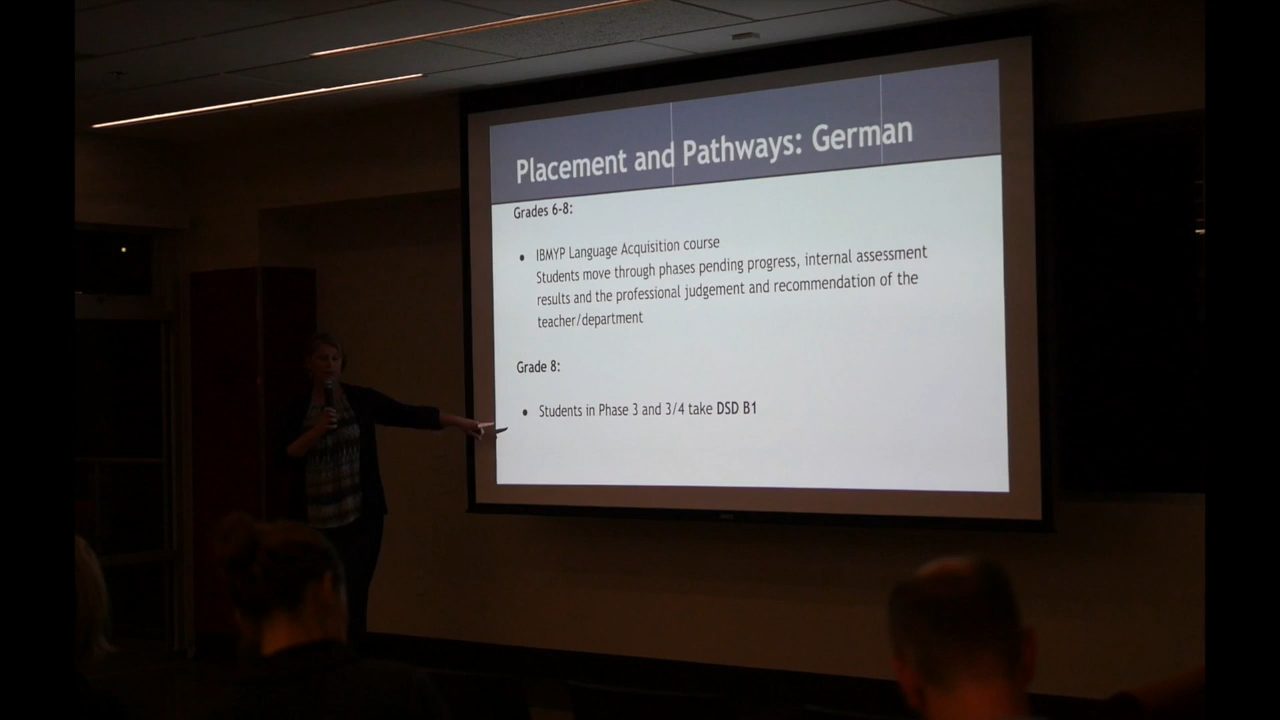 Placement and Pathways: German
Grades 6-8:
• IBMYP Language Acquisition course
Students move through phases pending progress, internal assessment
results and the professional judgement and recommendation of the
teacher/department
Grade 8:
• Students in Phase 3 and 3/4 take DSD B1